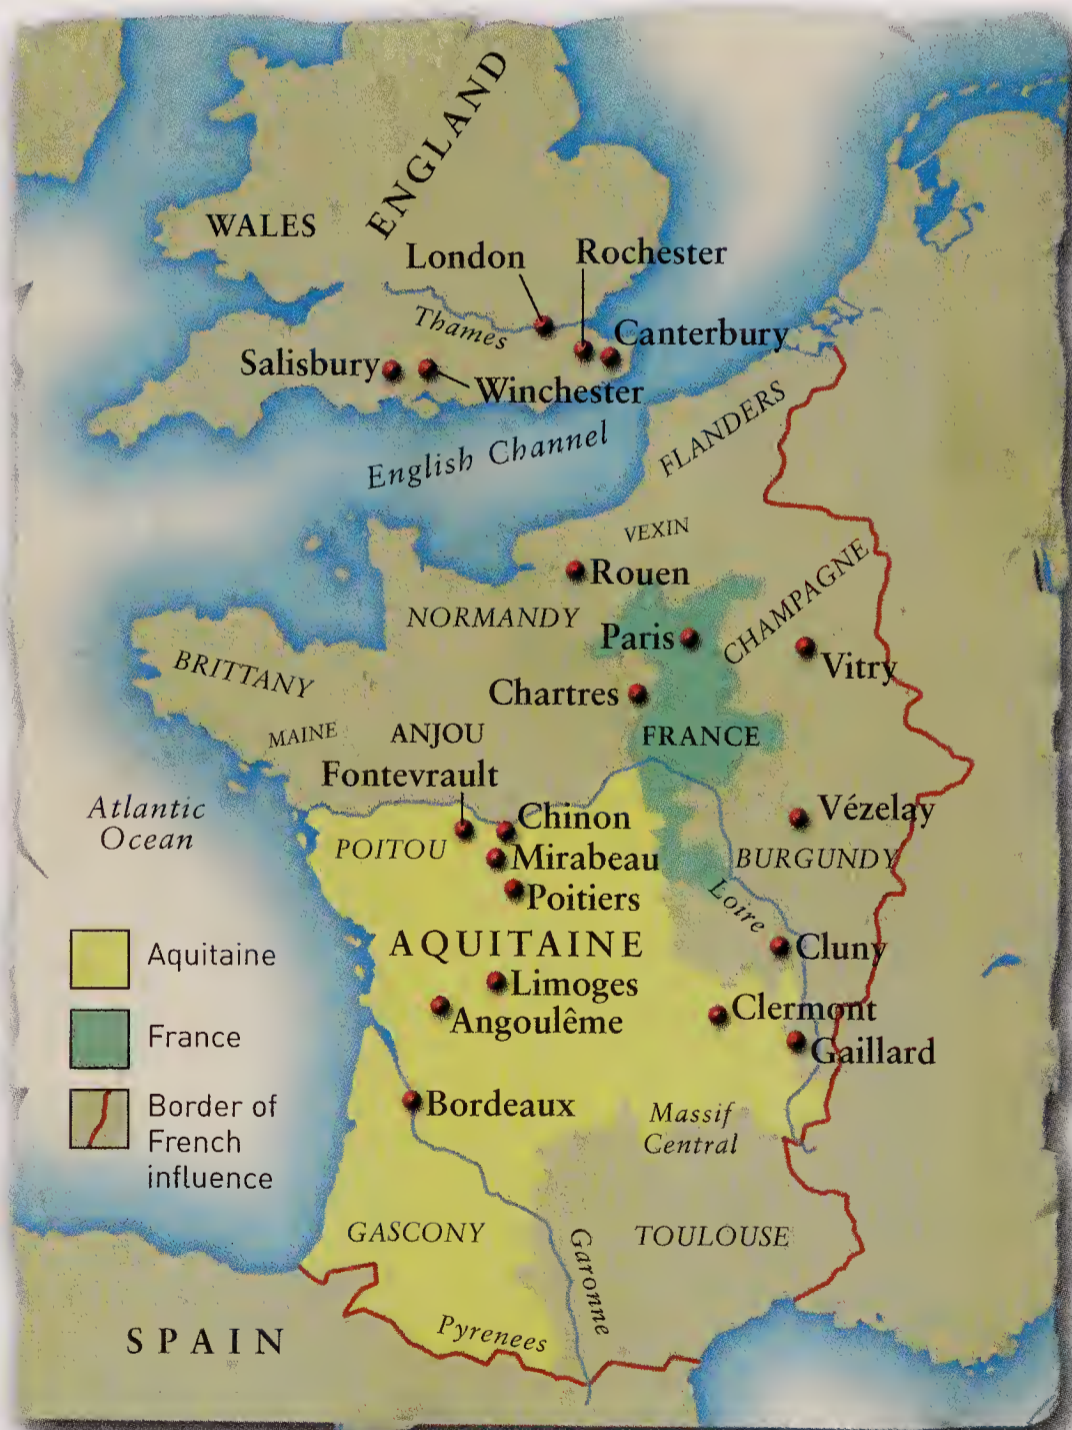 ENGLAND
WALES
London
Rochester
Thames
Canterbury
Salisbury
Winchester
English Channel
FLANDERS
VEXIN
Rouen
CHAMPAGNE
NORMANDY
Paris
Vitry
BRITTANY
Chartres
MAINE
ANJOU
FRANCE
Fontevrault
Atlantic
Ocean
Chinon
Vézelay
POITOU
Mirabeau
BURGUNDY
Poitiers
Loire
AQUITAINE
Cluny
Limoges
Angoulême
Clermont
Gaillard
Bordeaux
Massif
Central
GASCONY
Garonne
TOULOUSE
Pyrenees
SPAIN
Aquitaine
France
Border of
French
influence